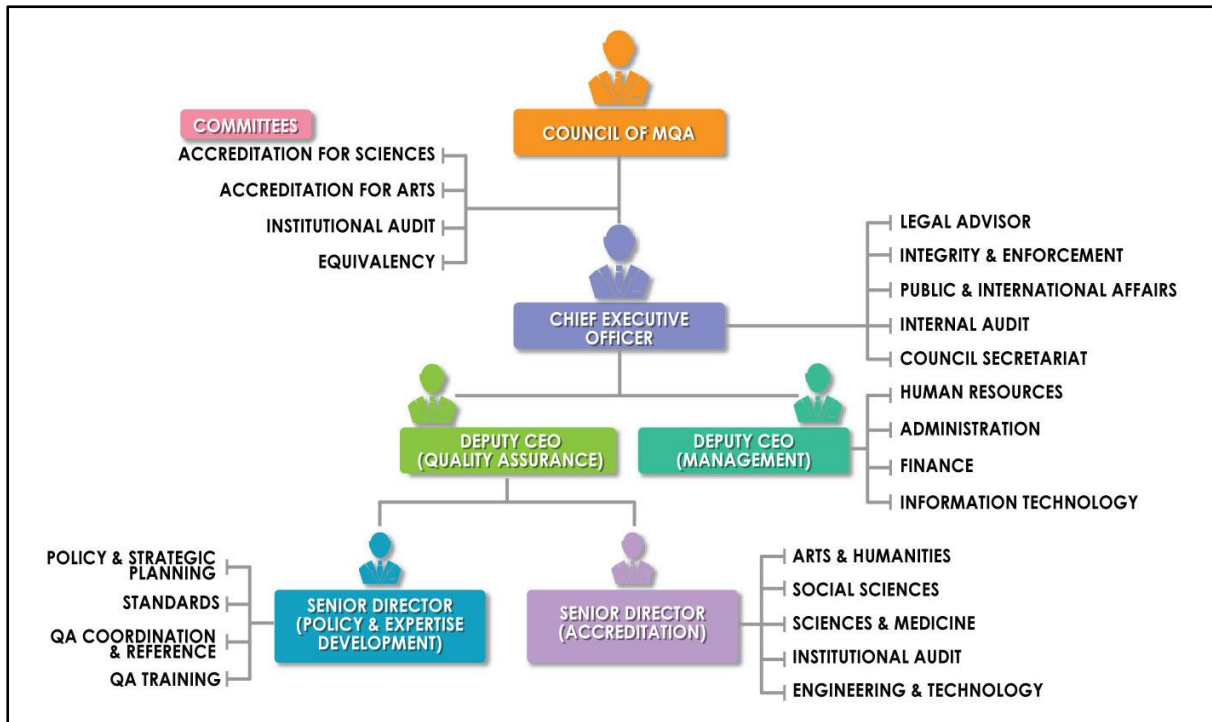 COUNCIL OF MQA
COMMITTEES
ACCREDITATION FOR SCIENCES
ACCREDITATION FOR ARTS
INSTITUTIONAL AUDIT
EQUIVALENCY
CHIEF EXECUTIVE
OFFICER
LEGAL ADVISOR
INTEGRITY & ENFORCEMENT
PUBLIC & INTERNATIONAL AFFAIRS
INTERNAL AUDIT
COUNCIL SECRETARIAT
DEPUTY CEO
(QUALITY ASSURANCE)
DEPUTY CEO
(MANAGEMENT)
HUMAN RESOURCES
ADMINISTRATION
FINANCE
INFORMATION TECHNOLOGY
POLICY & STRATEGIC
PLANNING
STANDARDS
QA COORDINATION
& REFERENCE
QA TRAINING
SENIOR DIRECTOR
(POLICY & EXPERTISE
DEVELOPMENT)
SENIOR DIRECTOR
(ACCREDITATION)
ARTS & HUMANITIES
SOCIAL SCIENCES
SCIENCES & MEDICINE
INSTITUTIONAL AUDIT
ENGINEERING & TECHNOLOGY